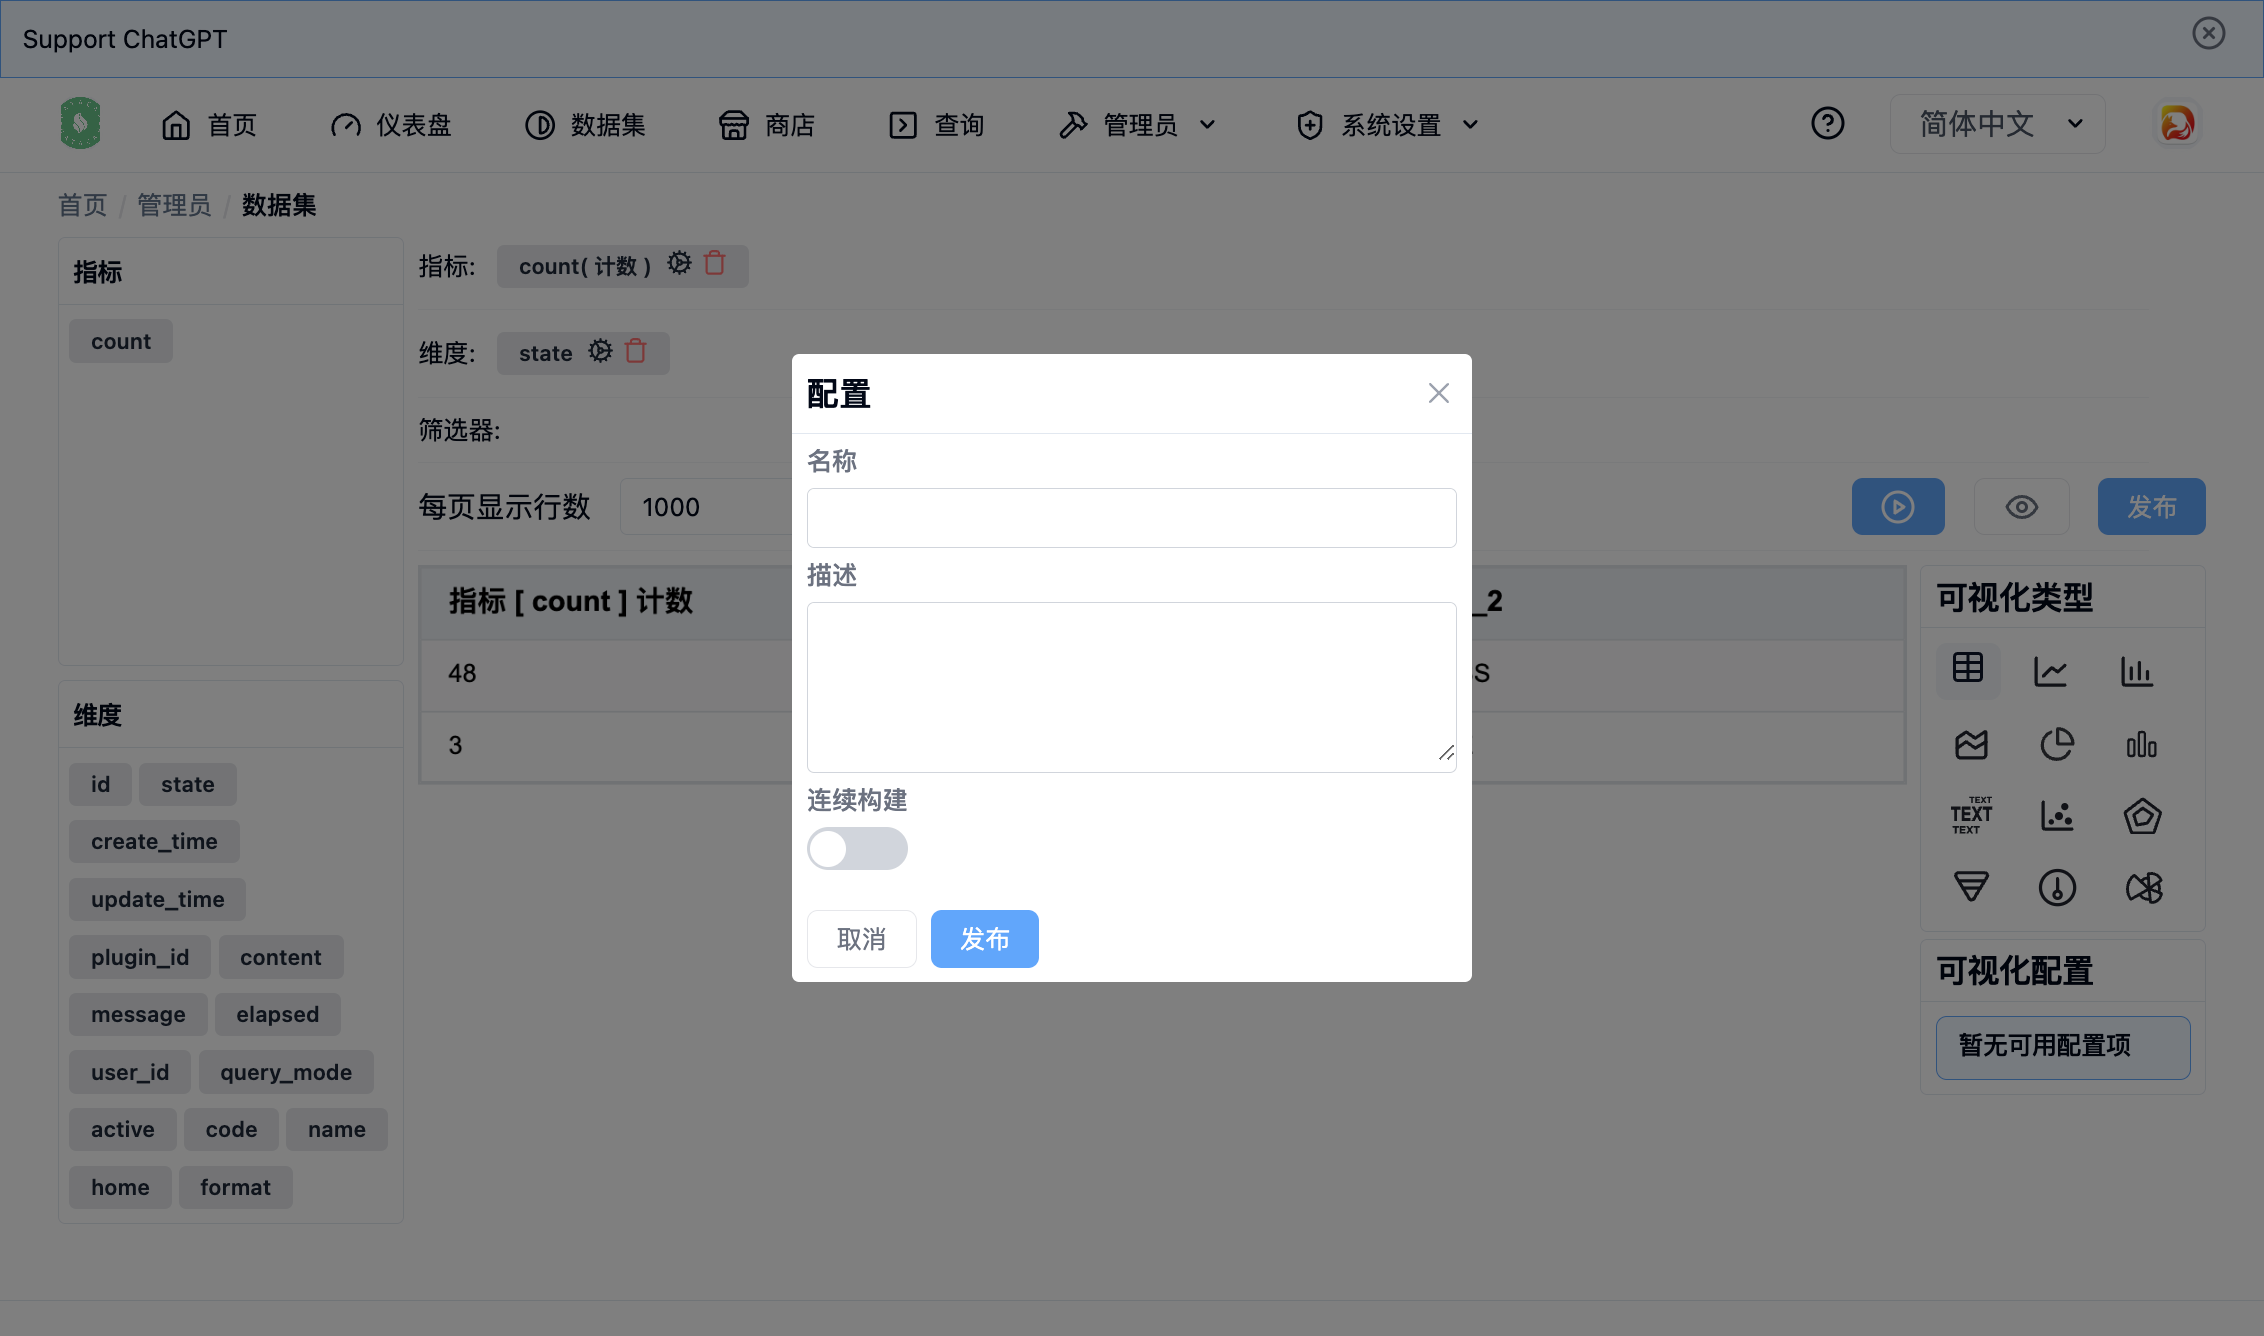 Support ChatGPT
首页
仪表盘
数据集
商店
查询
管理员
系统设置
简体中文
首页 / 管理员 / 数据集
指标
count
指标: count( 计数 )
维度: state
筛选器:
每页显示行数 1000
发布
指标 [ count ] 计数
_2
48
3
维度
id state
create_time
update_time
plugin_id content
message elapsed
user_id query_mode
active code name
home format
配置
名称
描述
连续构建
取消 发布
可视化类型
TEXT
TEXT
TEXT
可视化配置
暂无可用配置项